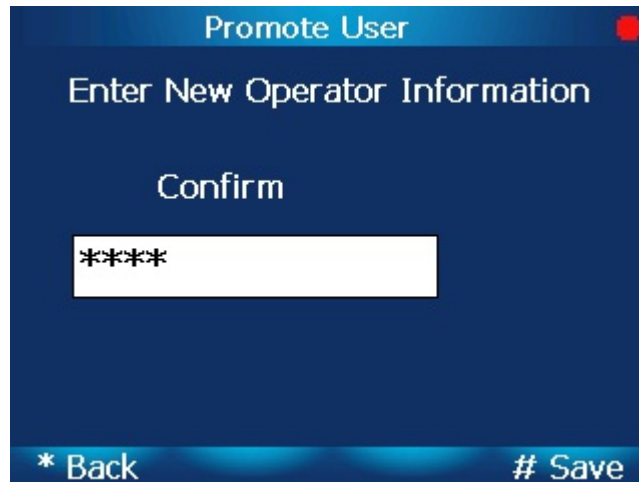 Promote User
Enter New Operator Information
Confirm
****
* Back # Save